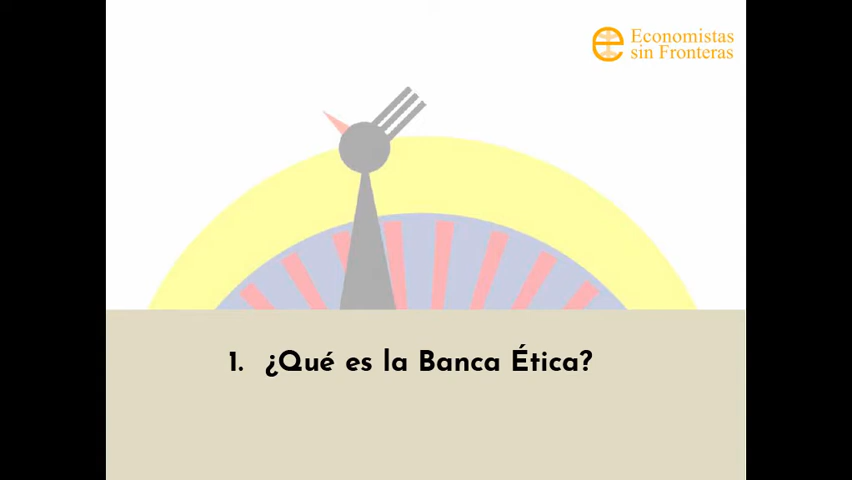 Economistas
sin Fronteras
1. ¿Qué es la Banca Ética?